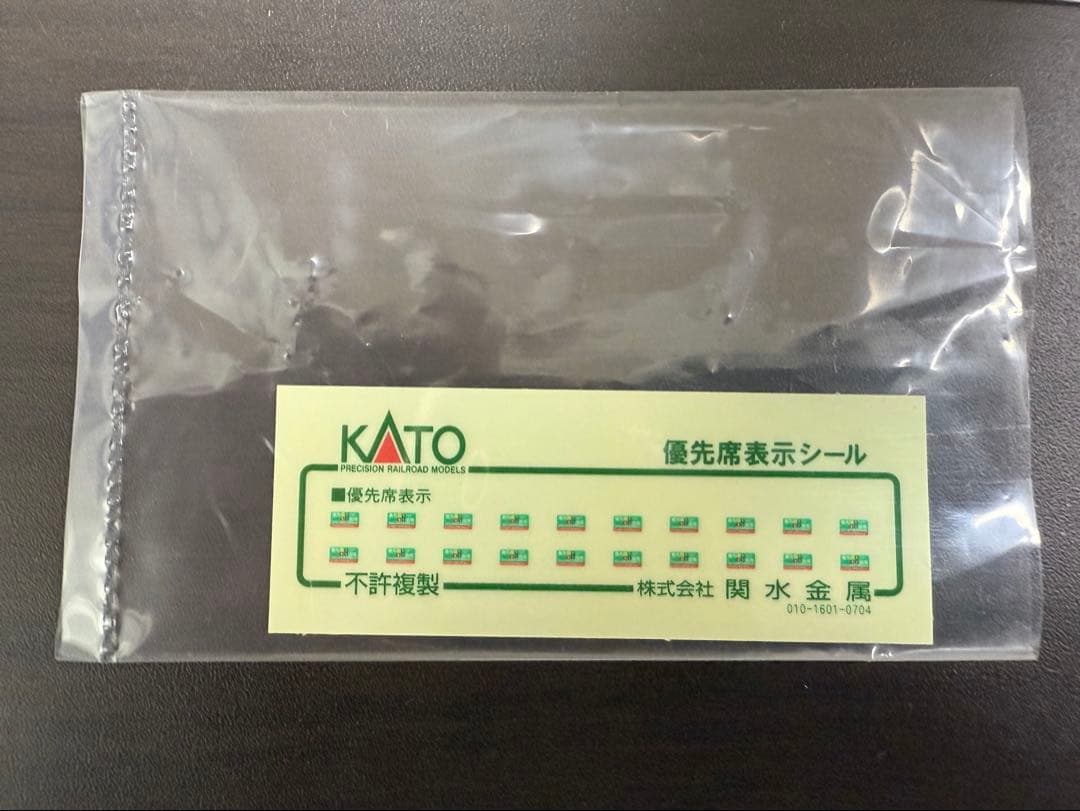 KATO
PRECISION RAILROAD MODELS
優先席表示シール
■優先席表示
不許複製
株式会社 関水金属
010-1601-0704